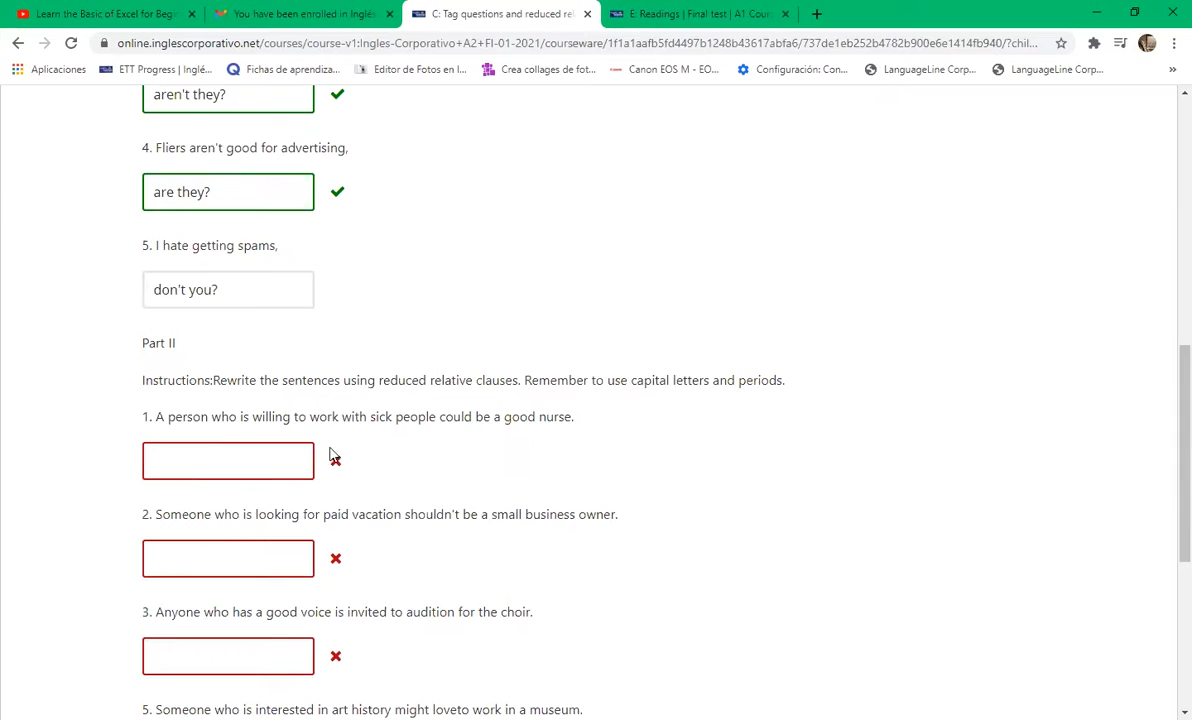 Learn the Basic of Excel for Begi
You have been enrolled in Inglés
C: Tag questions and reduced rel
E: Readings | Final test | A1 Cour
online.inglescorporativo.net/courses/course-v1:Ingles-Corporativo+A2+FI-01-2021/courseware/1f1a1aafb5fd4497b1248b43617abfa6/737de1eb252b4782b900e6e1414fb940/?chil...
Aplicaciones
ETT Progress | Inglé...
Fichas de aprendiza...
Editor de Fotos en l...
Crea collages de fot...
Canon EOS M - EO...
Configuración: Con...
LanguageLine Corp...
LanguageLine Corp...
aren't they?
4. Fliers aren't good for advertising,
are they?
5. I hate getting spams,
don't you?
Part II
Instructions:Rewrite the sentences using reduced relative clauses. Remember to use capital letters and periods.
1. A person who is willing to work with sick people could be a good nurse.
2. Someone who is looking for paid vacation shouldn't be a small business owner.
3. Anyone who has a good voice is invited to audition for the choir.
5. Someone who is interested in art history might loveto work in a museum.